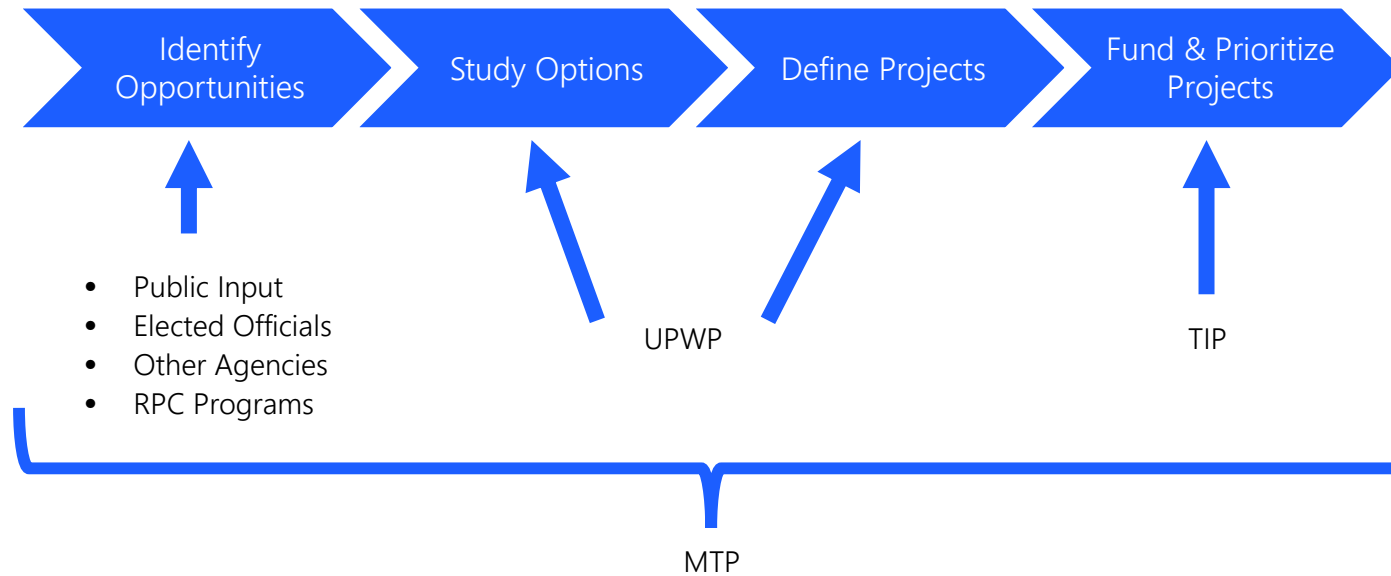 Identify
Opportunities
Study Options
Define Projects
Fund & Prioritize
Projects
• Public Input
• Elected Officials
• Other Agencies
• RPC Programs
UPWP
TIP
MTP